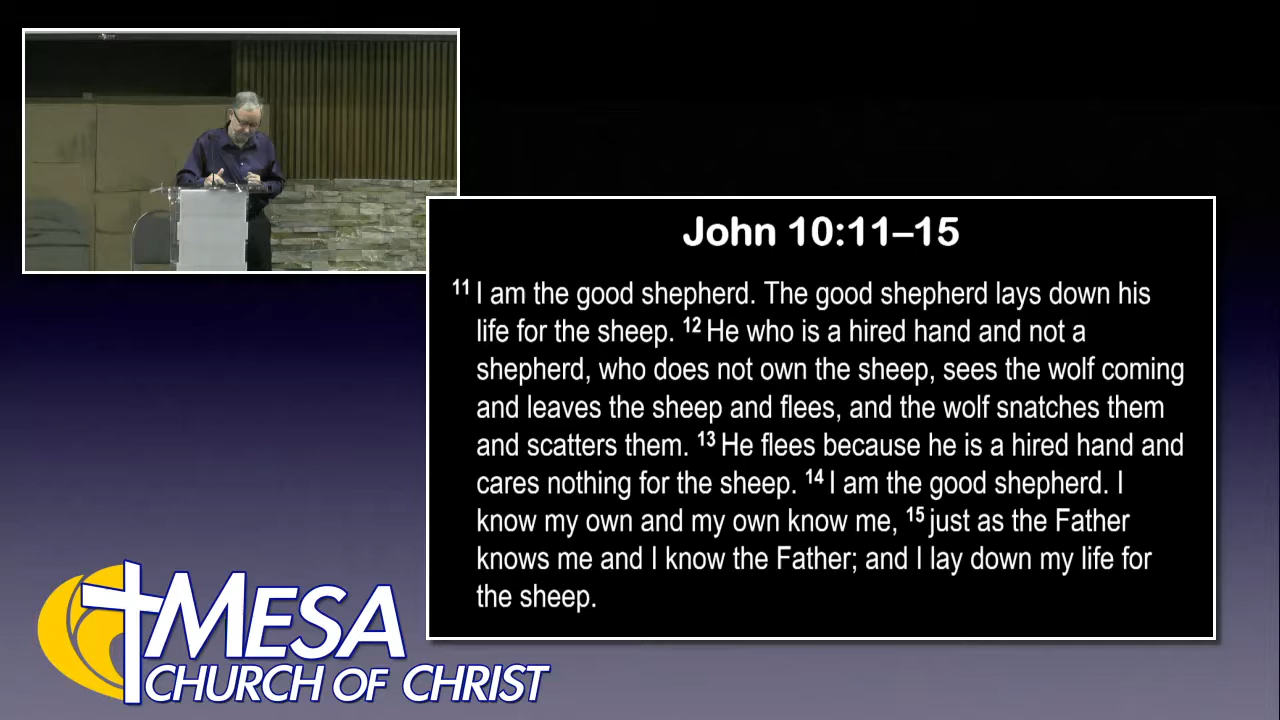 John 10:11–15
11 I am the good shepherd. The good shepherd lays down his
life for the sheep. 12 He who is a hired hand and not a
shepherd, who does not own the sheep, sees the wolf coming
and leaves the sheep and flees, and the wolf snatches them
and scatters them. 13 He flees because he is a hired hand and
cares nothing for the sheep. 14 I am the good shepherd. I
know my own and my own know me, 15 just as the Father
knows me and I know the Father; and I lay down my life for
the sheep.
MESA
CHURCH OF CHRIST